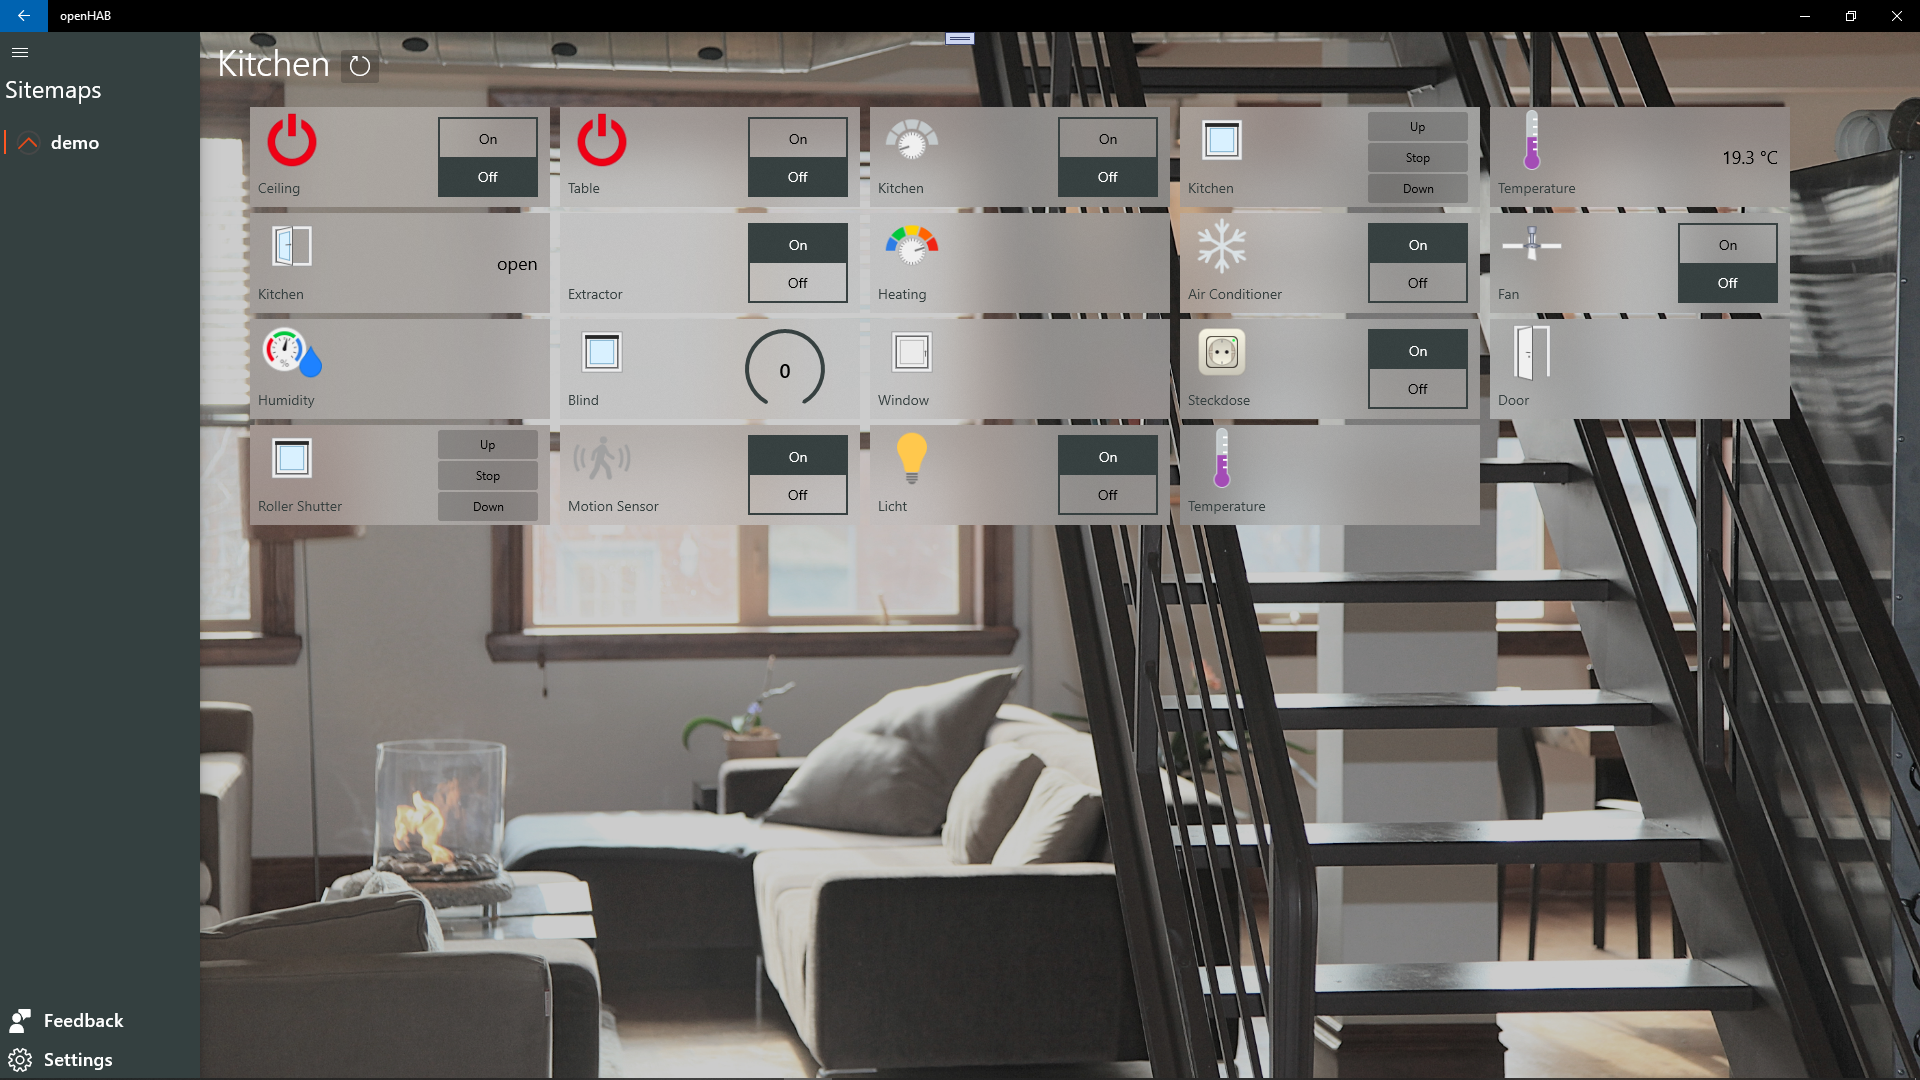 openHAB
Sitemaps
demo
Feedback
Settings
Kitchen
Ceiling
On
Off
Table
On
Off
Kitchen
On
Off
Kitchen
Up
Stop
Down
Temperature
19.3 °C
Kitchen
open
Extractor
On
Off
Heating
Air Conditioner
On
Off
Fan
On
Off
%
Humidity
Blind
0
Window
Steckdose
On
Off
Door
Roller Shutter
Up
Stop
Down
Motion Sensor
On
Off
Licht
On
Off
Temperature